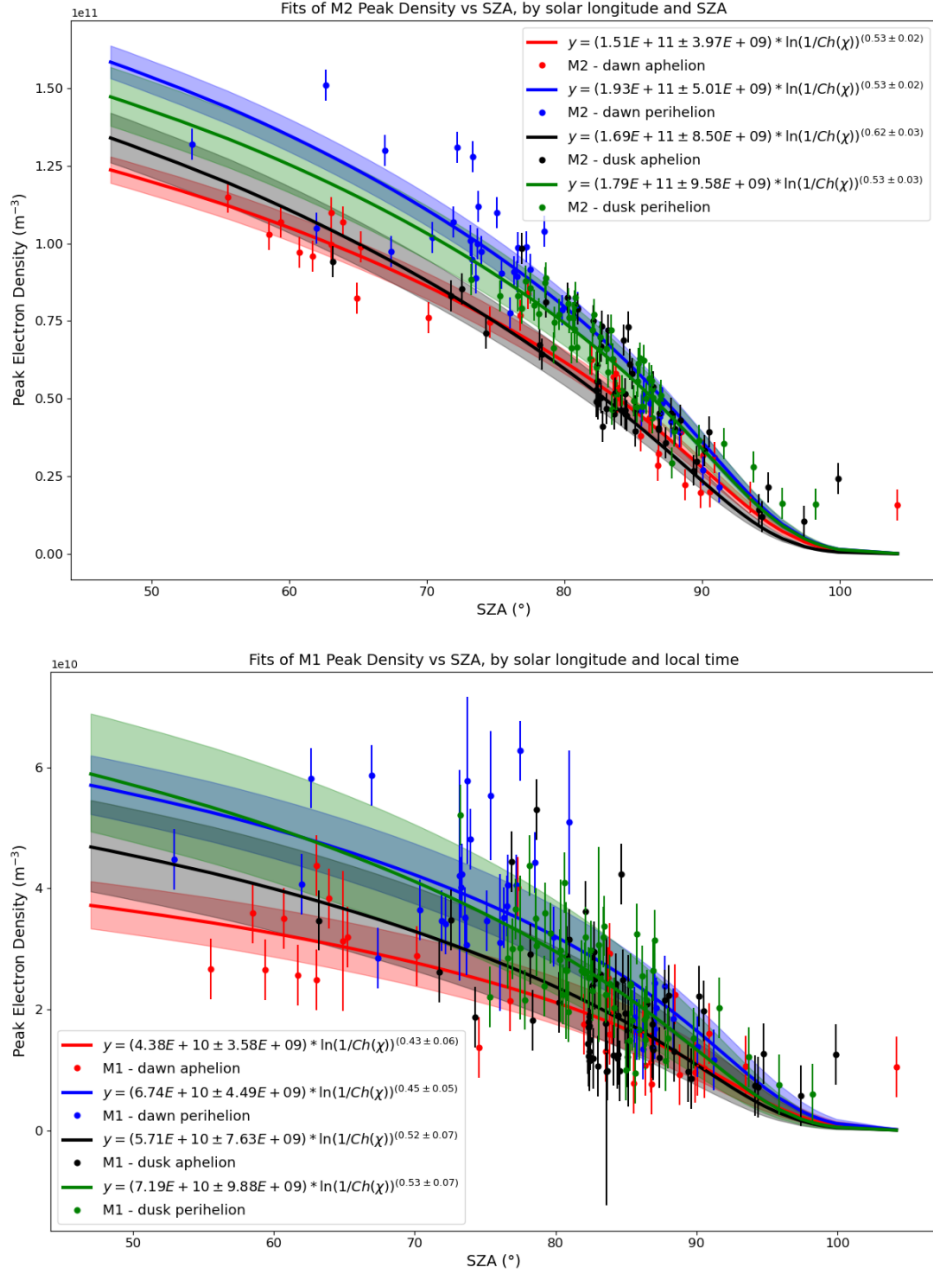 Fits of M2 Peak Density vs SZA, by solar longitude and SZA
1e11
y = (1.51E + 11 ± 3.97E + 09) * ln(1/Ch(χ))^(0.53 ± 0.02)
M2 - dawn aphelion
y = (1.93E + 11 ± 5.01E + 09) * ln(1/Ch(χ))^(0.53 ± 0.02)
M2 - dawn perihelion
y = (1.69E + 11 ± 8.50E + 09) * ln(1/Ch(χ))^(0.62 ± 0.03)
M2 - dusk aphelion
y = (1.79E + 11 ± 9.58E + 09) * ln(1/Ch(χ))^(0.53 ± 0.03)
M2 - dusk perihelion
Peak Electron Density (m⁻³)
1.50
1.25
1.00
0.75
0.50
0.25
0.00
50 60 70 80 90 100
SZA (°)
Fits of M1 Peak Density vs SZA, by solar longitude and local time
1e10
Peak Electron Density (m⁻³)
6
4
2
0
y = (4.38E + 10 ± 3.58E + 09) * ln(1/Ch(χ))^(0.43 ± 0.06)
M1 - dawn aphelion
y = (6.74E + 10 ± 4.49E + 09) * ln(1/Ch(χ))^(0.45 ± 0.05)
M1 - dawn perihelion
y = (5.71E + 10 ± 7.63E + 09) * ln(1/Ch(χ))^(0.52 ± 0.07)
M1 - dusk aphelion
y = (7.19E + 10 ± 9.88E + 09) * ln(1/Ch(χ))^(0.53 ± 0.07)
M1 - dusk perihelion
50 60 70 80 90 100
SZA (°)